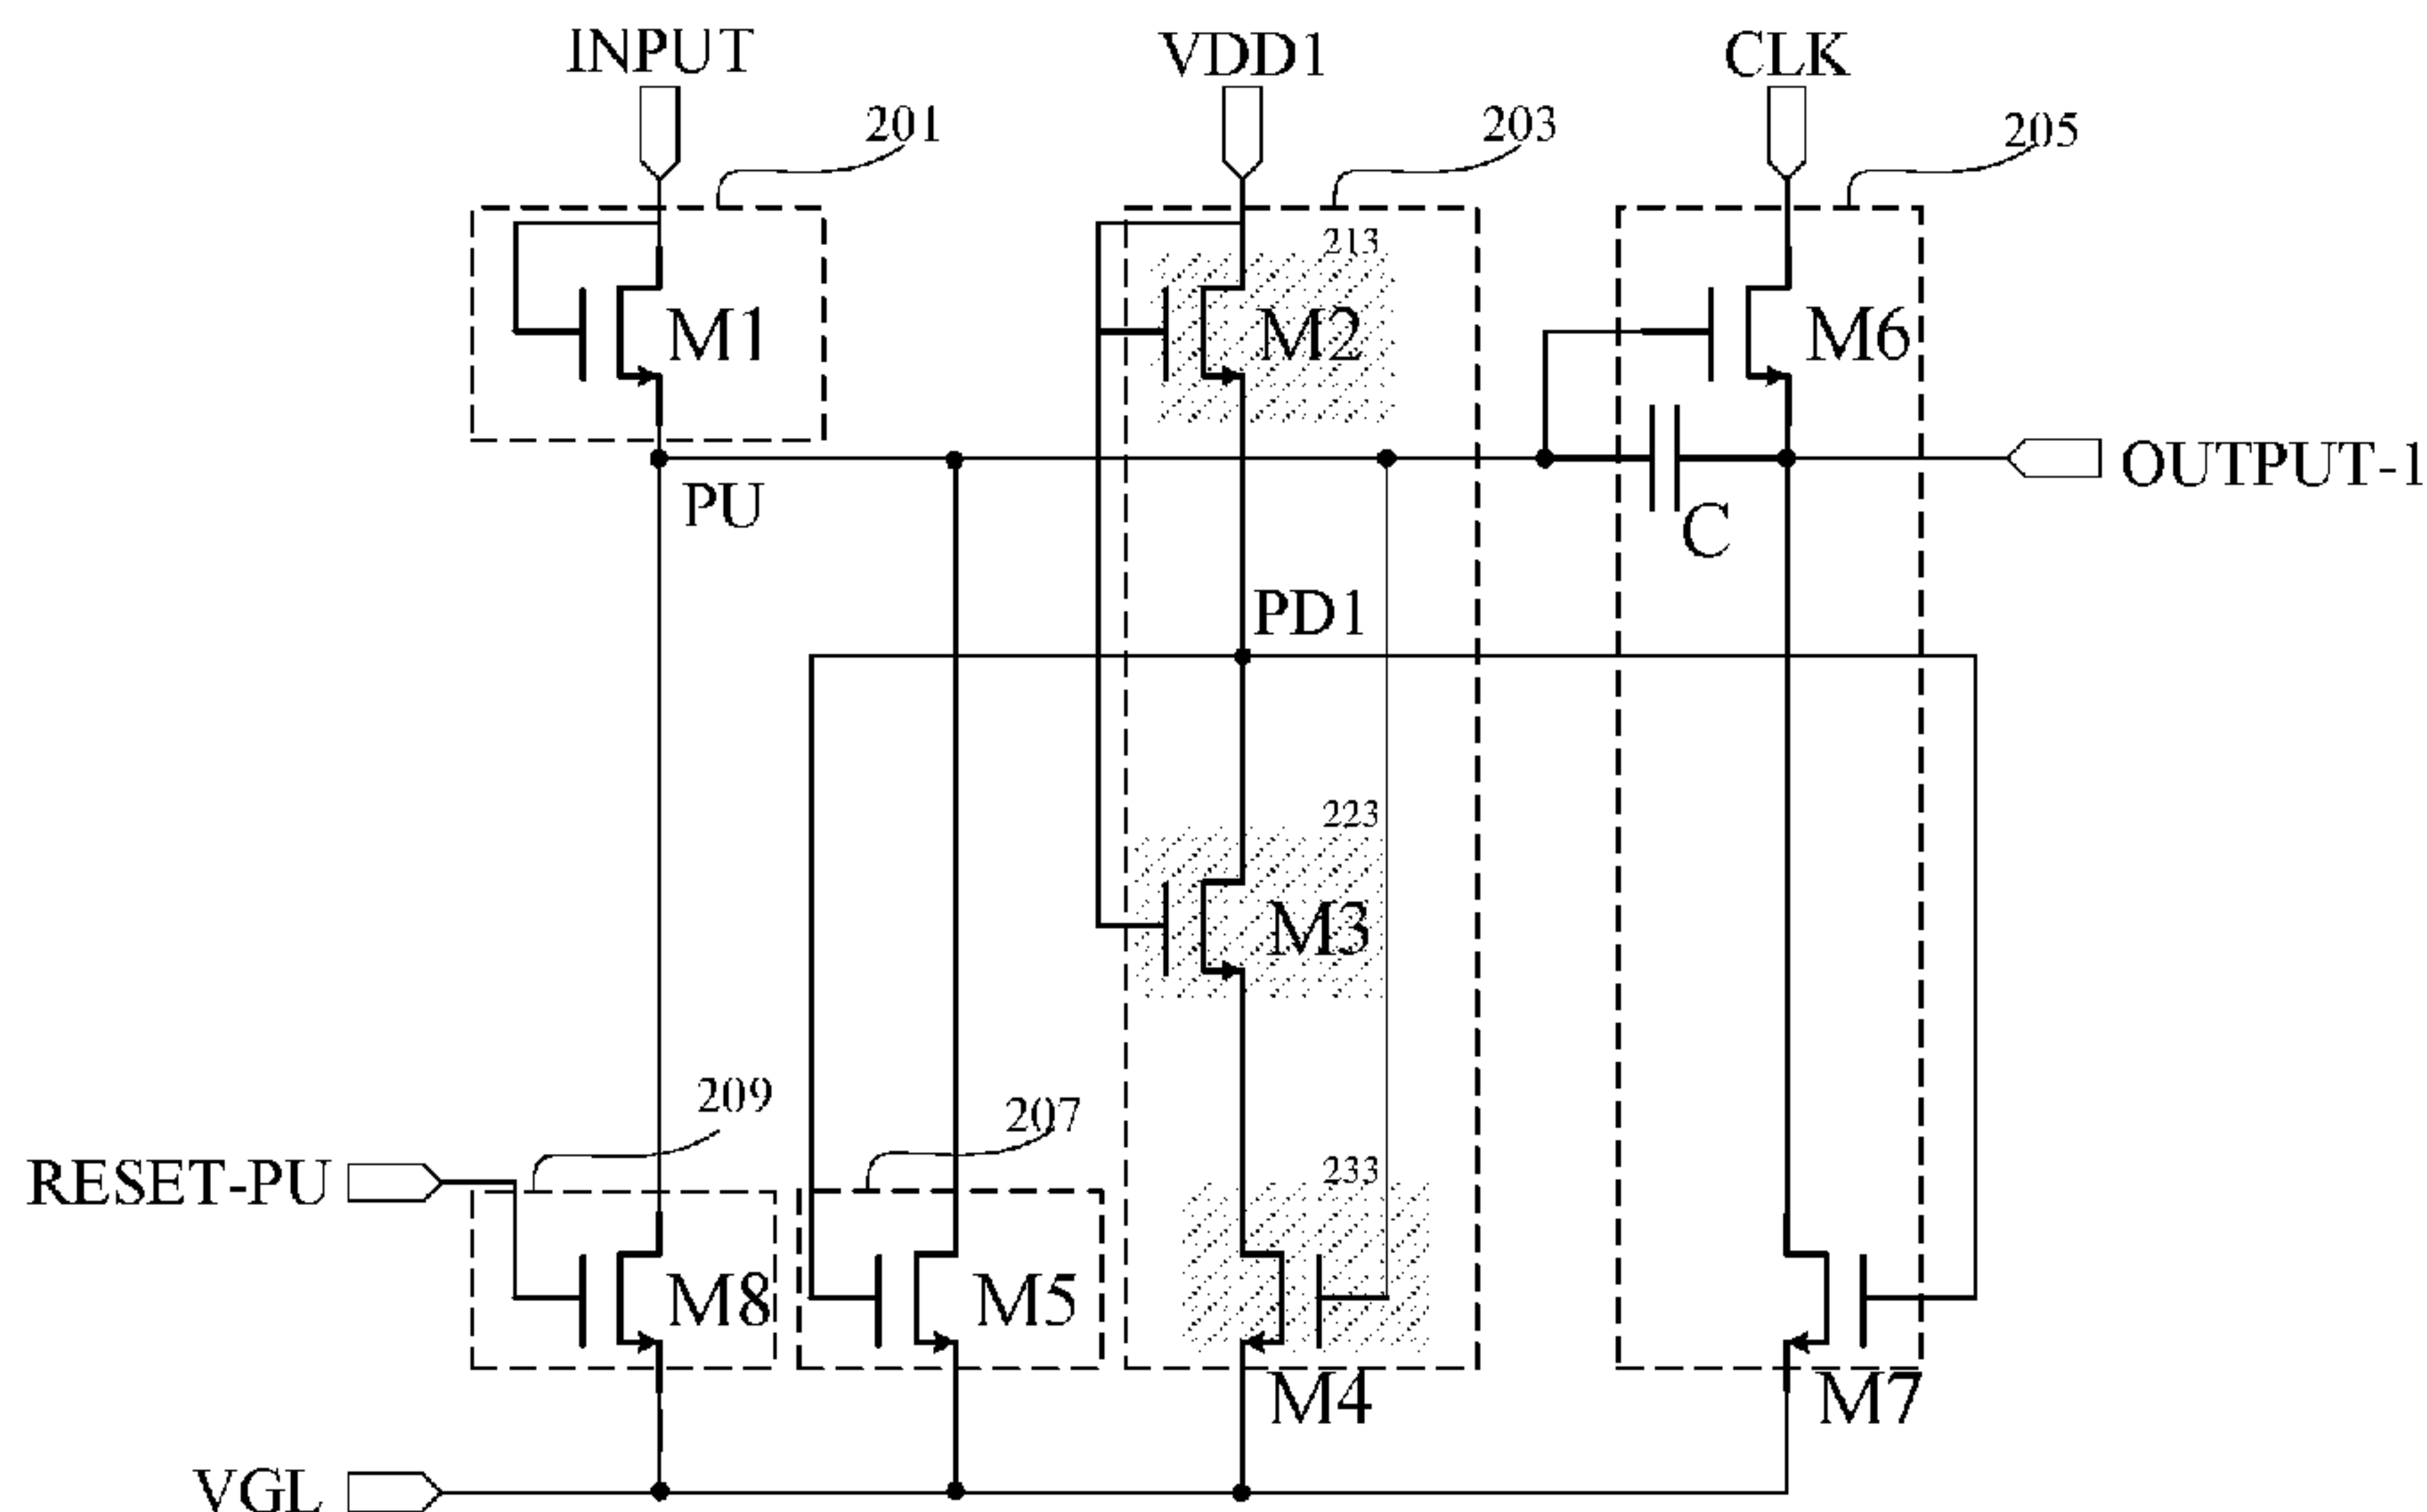 INPUT
VDD1
CLK
201
203
205
213
M1
M2
M6
PU
OUTPUT-1
C
PD1
223
M3
209
207
RESET-PU
233
M8
M5
M4
M7
VGL